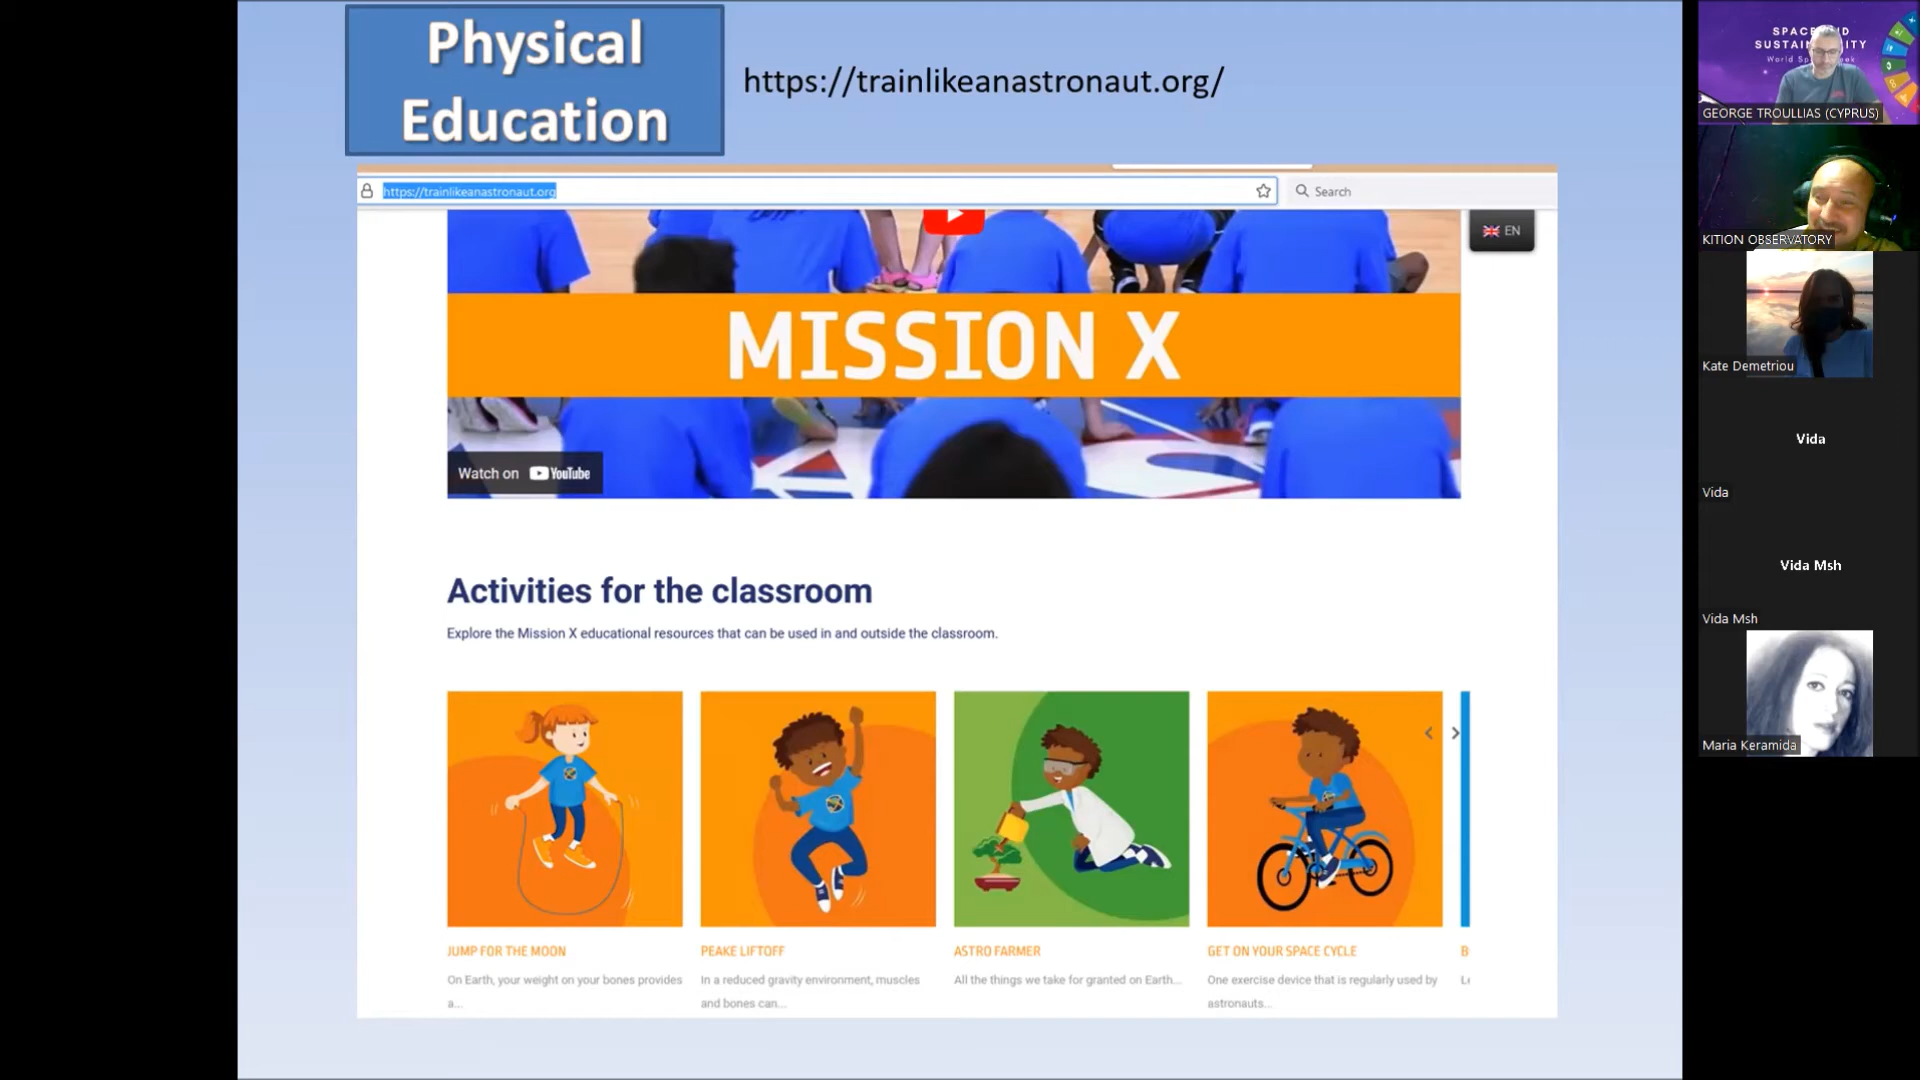 Physical
Education
https://trainlikeanastronaut.org/
https://trainlikeanastronaut.org
Search
EN
MISSION X
Watch on YouTube
Activities for the classroom
Explore the Mission X educational resources that can be used in and outside the classroom.
JUMP FOR THE MOON
On Earth, your weight on your bones provides
a...
PEAKE LIFTOFF
In a reduced gravity environment, muscles
and bones can...
ASTRO FARMER
All the things we take for granted on Earth...
GET ON YOUR SPACE CYCLE
One exercise device that is regularly used by
astronauts...
B
GEORGE TROULLIAS (CYPRUS)
KITION OBSERVATORY
Kate Demetriou
Vida
Vida
Vida Msh
Vida Msh
Maria Keramida